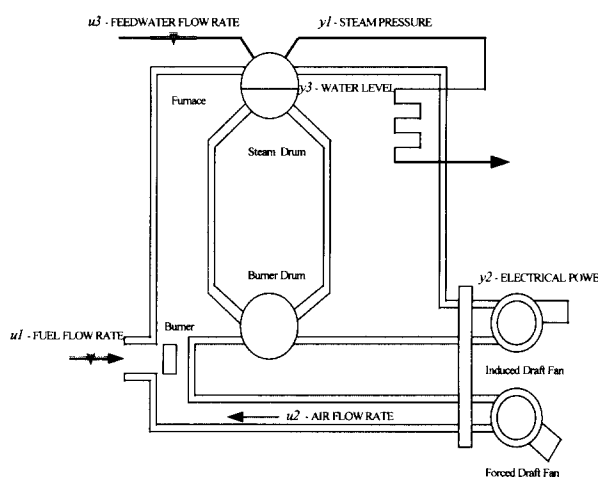 u3 - FEEDWATER FLOW RATE
y1 - STEAM PRESSURE
y3 - WATER LEVEL
Furnace
Steam Drum
Burner Drum
y2 - ELECTRICAL POWE
u1 - FUEL FLOW RATE
Burner
Induced Draft Fan
u2 - AIR FLOW RATE
Forced Draft Fan